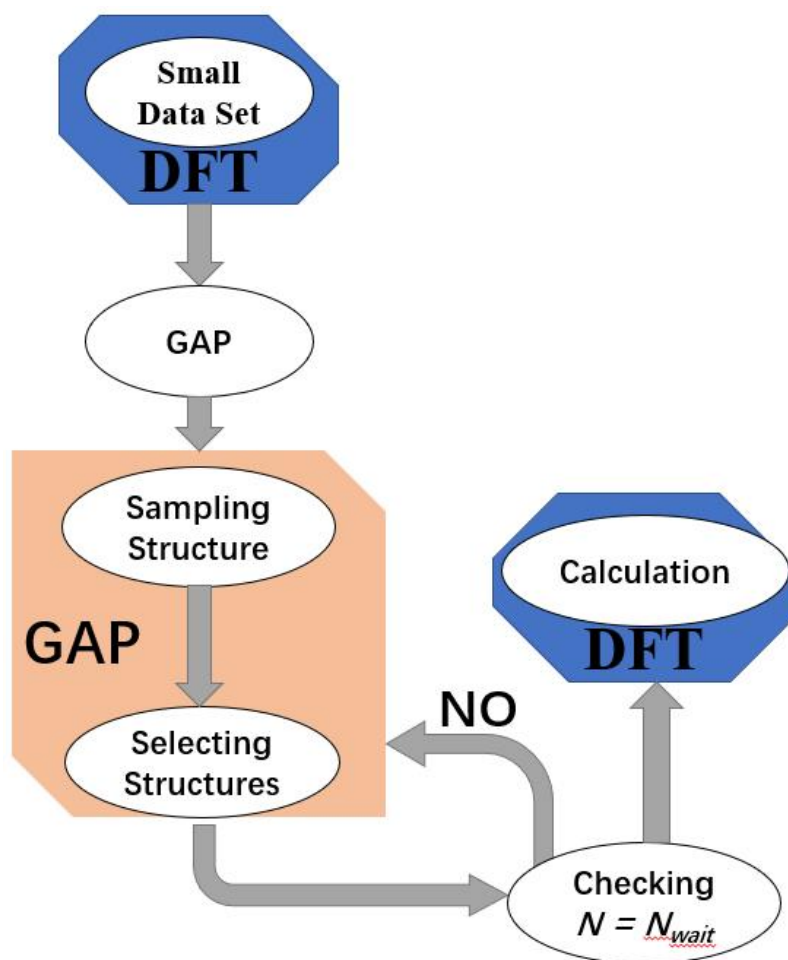 Small
Data Set
DFT
GAP
Sampling
Structure
GAP
Selecting
Structures
NO
Calculation
DFT
Checking
N = Nwait